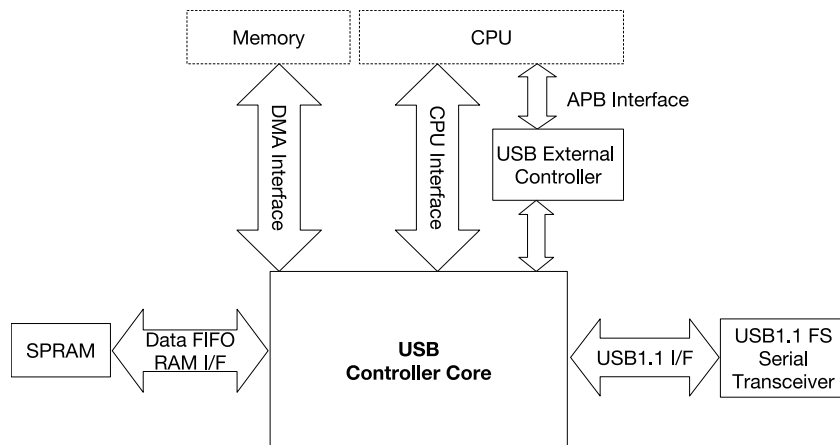 Memory
CPU
DMA Interface
CPU Interface
APB Interface
USB External
Controller
SPRAM
Data FIFO
RAM I/F
USB
Controller Core
USB1.1 I/F
USB1.1 FS
Serial
Transceiver